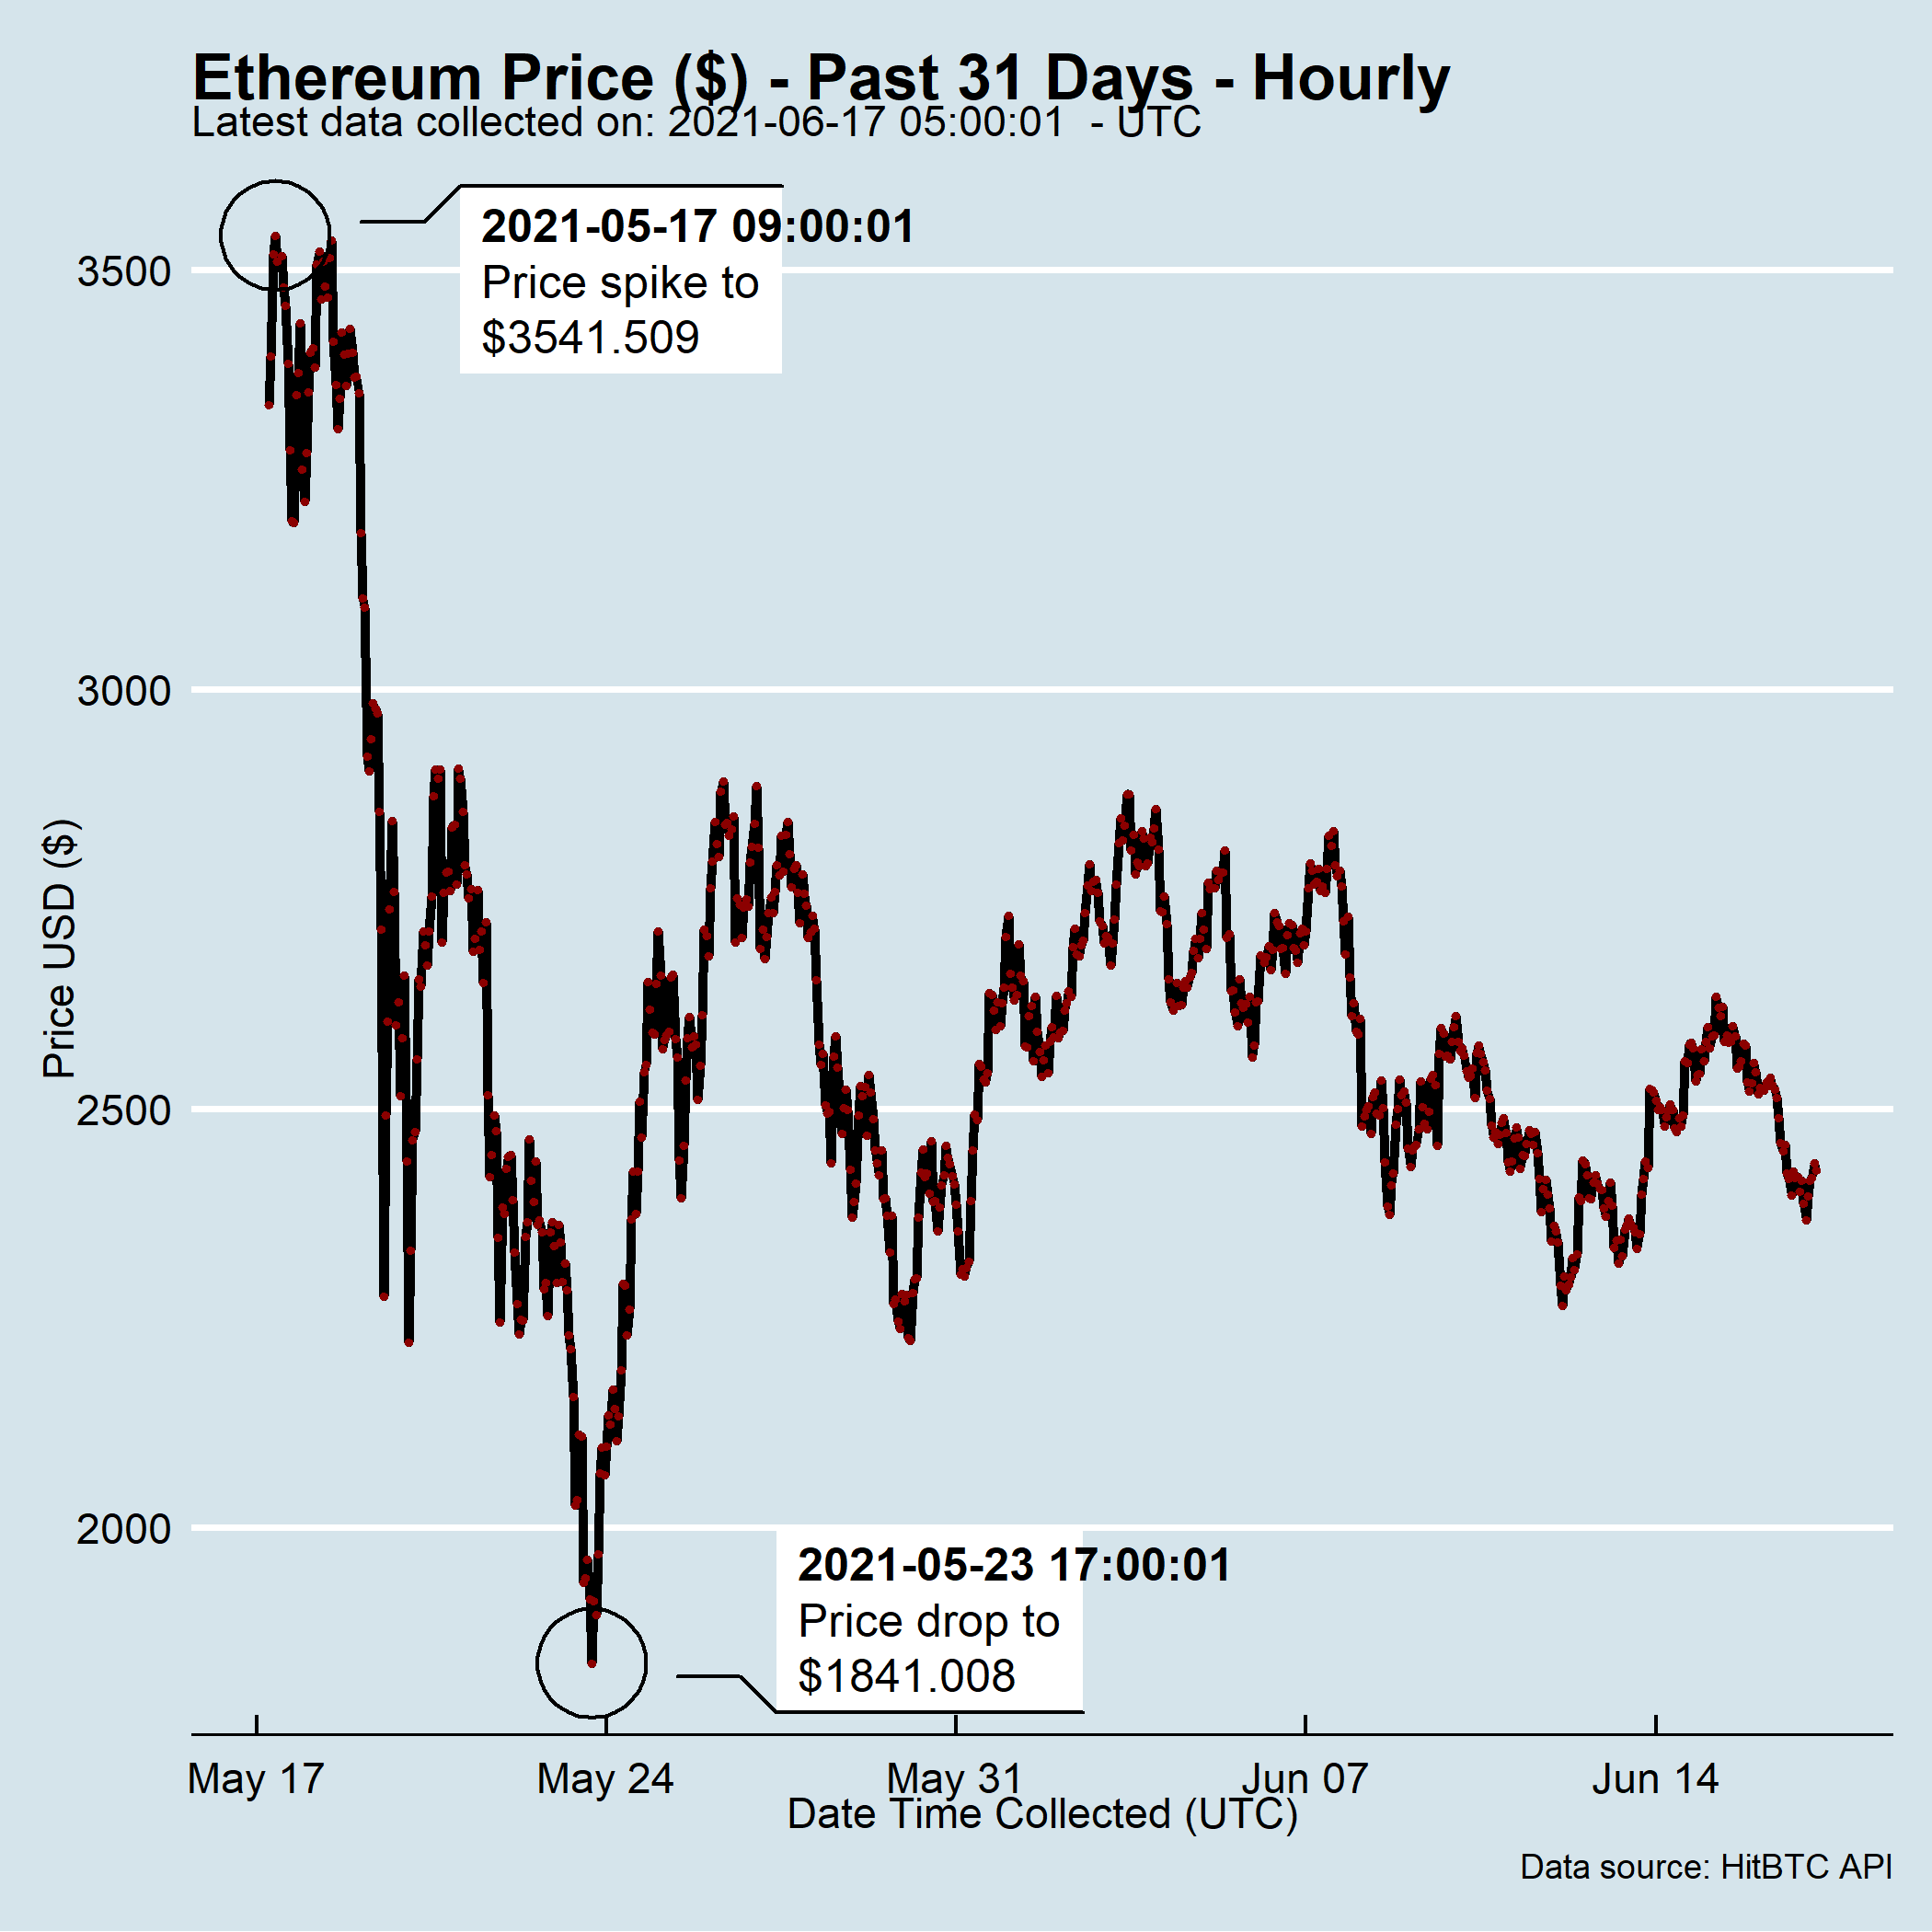 Ethereum Price ($) - Past 31 Days - Hourly
Latest data collected on: 2021-06-17 05:00:01  - UTC
2021-05-17 09:00:01
Price spike to
$3541.509
3500
3000
2500
2000
Price USD ($)
2021-05-23 17:00:01
Price drop to
$1841.008
May 17
May 24
May 31
Jun 07
Jun 14
Date Time Collected (UTC)
Data source: HitBTC API